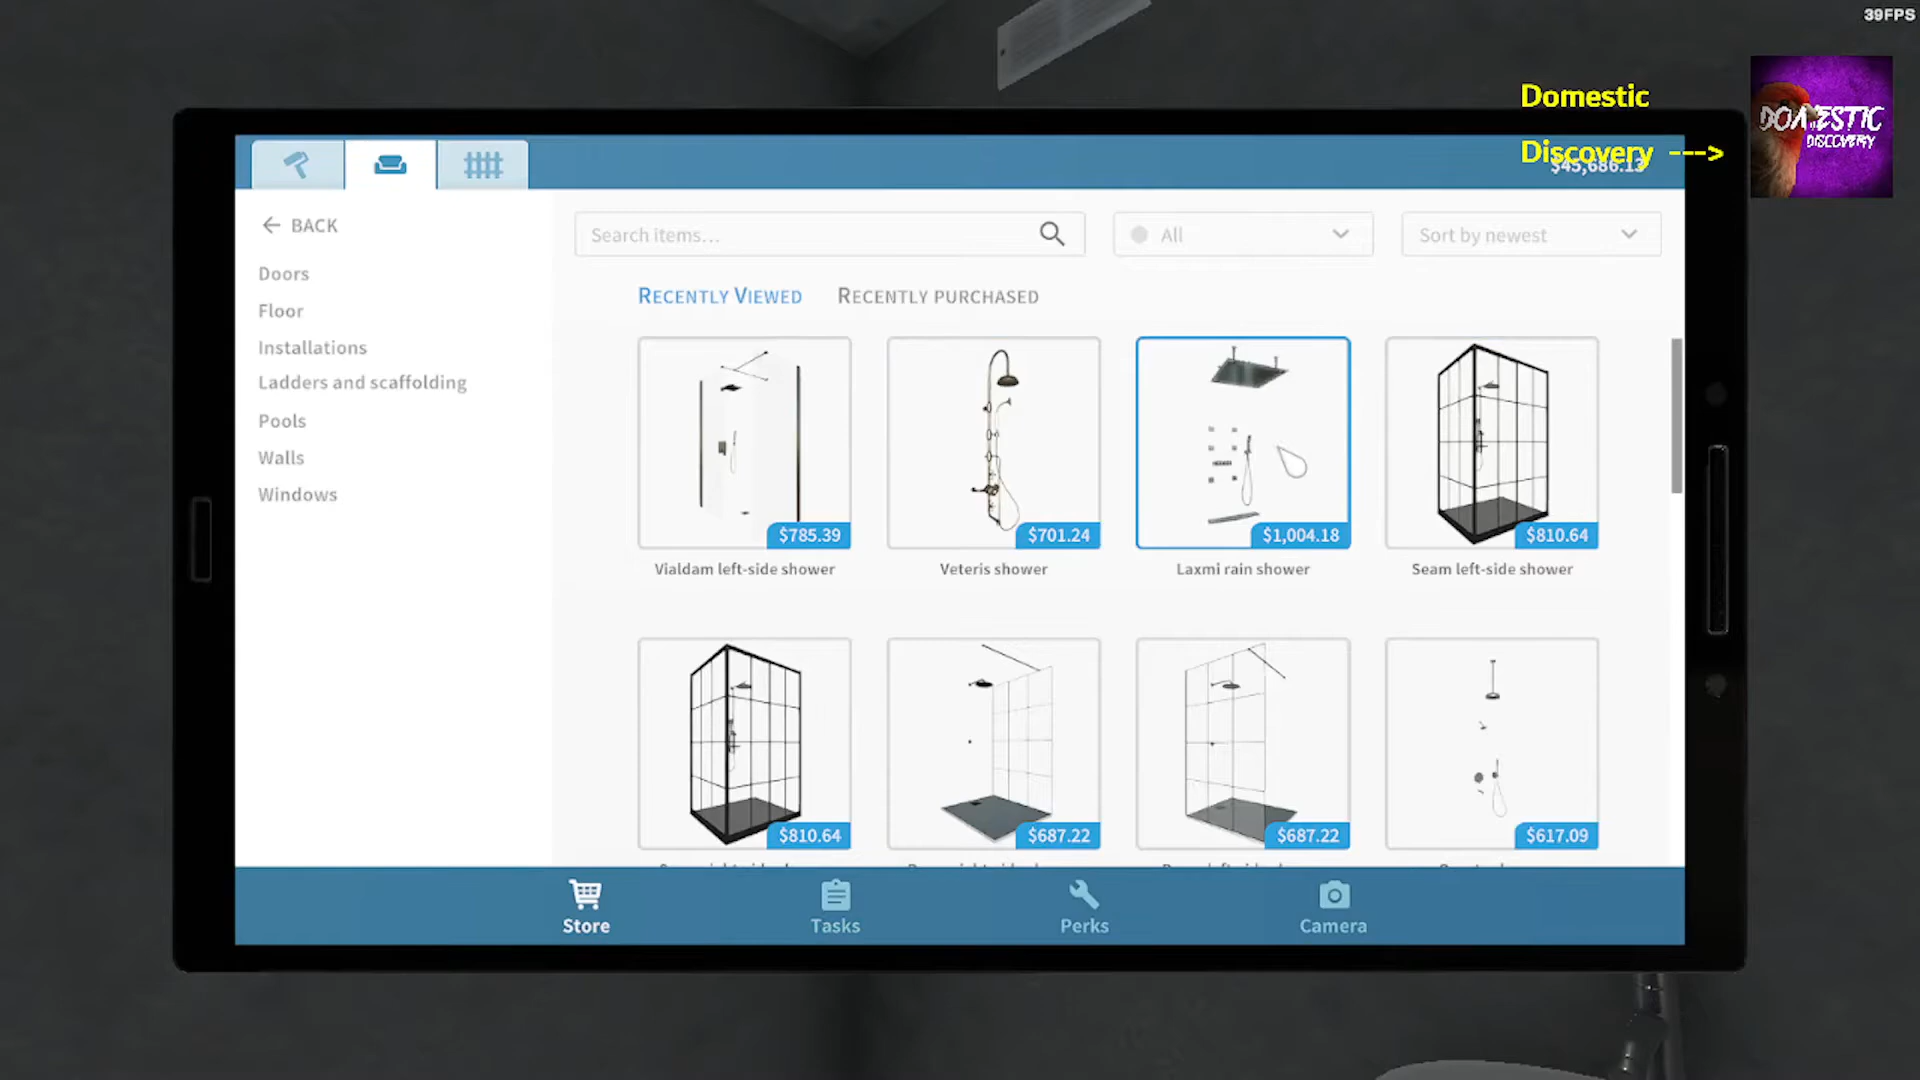 39FPS
Domestic
DOMESTIC
DISCOVERY
Discovery --->
$45,686.13
BACK
Search items...
All
Sort by newest
Doors
Floor
Installations
Ladders and scaffolding
Pools
Walls
Windows
RECENTLY VIEWED
RECENTLY PURCHASED
$785.39
$701.24
$1,004.18
$810.64
Vialdam left-side shower
Veteris shower
Laxmi rain shower
Seam left-side shower
$810.64
$687.22
$687.22
$617.09
Store
Tasks
Perks
Camera